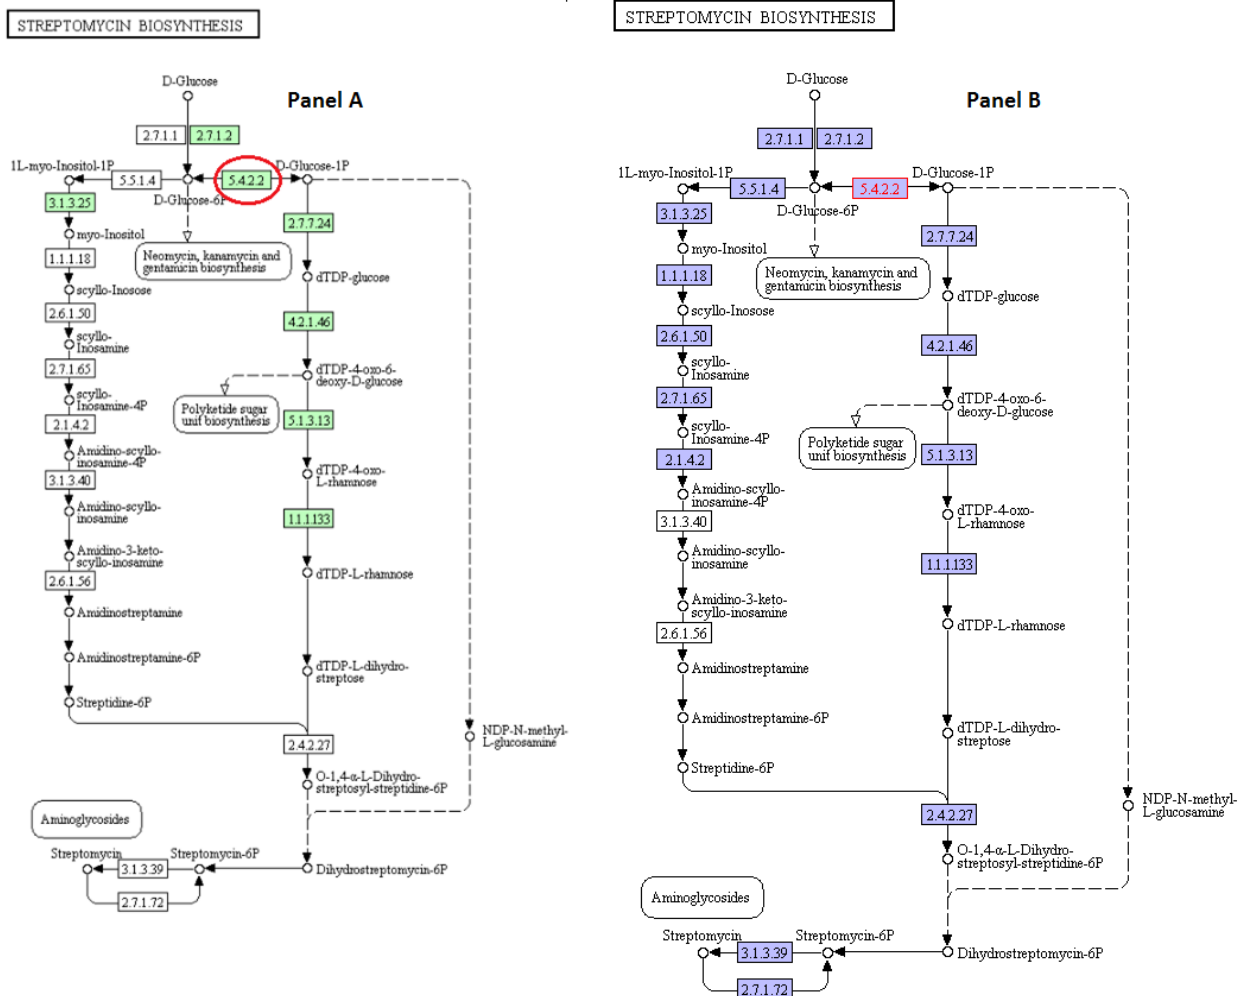 STREPTOMYCIN BIOSYNTHESIS
D-Glucose
Panel A
2.7.1.1
2.7.1.2
1L-myo-Inositol-1P
5.5.1.4
5.4.2.2
D-Glucose-1P
D-Glucose-6P
3.1.3.25
2.7.7.24
myo-Inositol
Neomycin, kanamycin and
gentamicin biosynthesis
1.1.1.18
dTDP-glucose
scyllo-Inosose
2.6.1.50
4.2.1.46
scyllo-
Inosamine
2.7.1.65
dTDP-4-oxo-6-
deoxy-D-glucose
scyllo-
Inosamine-4P
Polyketide sugar
unit biosynthesis
5.1.3.13
2.1.4.2
Amidino-scyllo-
inosamine-4P
dTDP-4-oxo-
L-rhamnose
3.1.3.40
Amidino-scyllo-
inosamine
1.1.1.133
Amidino-3-keto-
scyllo-inosamine
2.6.1.56
dTDP-L-rhamnose
Amidinostreptamine
Amidinostreptamine-6P
dTDP-L-dihydro-
streptose
Streptidine-6P
2.4.2.27
NDP-N-methyl-
L-glucosamine
O-1,4-α-L-Dihydro-
streptosyl-streptidine-6P
Aminoglycosides
Streptomycin
3.1.3.39
Streptomycin-6P
Dihydrostreptomycin-6P
2.7.1.72
STREPTOMYCIN BIOSYNTHESIS
D-Glucose
Panel B
2.7.1.1
2.7.1.2
1L-myo-Inositol-1P
5.5.1.4
5.4.2.2
D-Glucose-1P
D-Glucose-6P
3.1.3.25
2.7.7.24
myo-Inositol
Neomycin, kanamycin and
gentamicin biosynthesis
1.1.1.18
dTDP-glucose
scyllo-Inosose
2.6.1.50
4.2.1.46
scyllo-
Inosamine
2.7.1.65
dTDP-4-oxo-6-
deoxy-D-glucose
scyllo-
Inosamine-4P
Polyketide sugar
unit biosynthesis
5.1.3.13
2.1.4.2
Amidino-scyllo-
inosamine-4P
dTDP-4-oxo-
L-rhamnose
3.1.3.40
Amidino-scyllo-
inosamine
1.1.1.133
Amidino-3-keto-
scyllo-inosamine
2.6.1.56
dTDP-L-rhamnose
Amidinostreptamine
Amidinostreptamine-6P
dTDP-L-dihydro-
streptose
Streptidine-6P
2.4.2.27
NDP-N-methyl-
L-glucosamine
O-1,4-α-L-Dihydro-
streptosyl-streptidine-6P
Aminoglycosides
Streptomycin
3.1.3.39
Streptomycin-6P
Dihydrostreptomycin-6P
2.7.1.72